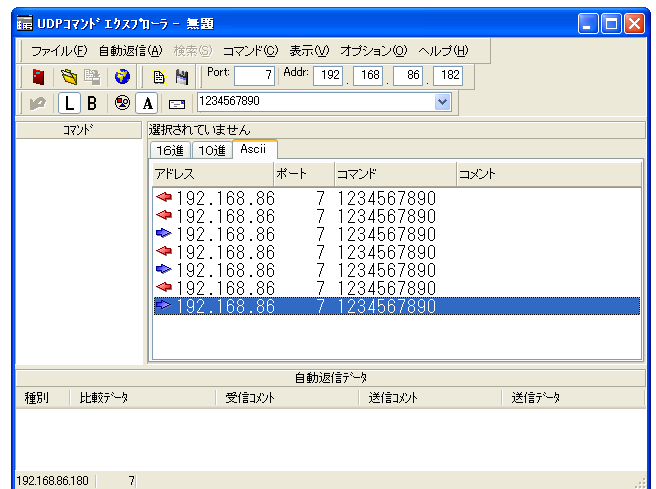 UDPｺﾏﾝﾄﾞ ｴｸｽﾌﾟﾛｰﾗｰ - 無題
ファイル(F) 自動返信(A) 検索(S) コマンド(C) 表示(V) オプション(O) ヘルプ(H)
Port: 7 Addr: 192 . 168 . 86 . 182
L B A 1234567890
ｺﾏﾝﾄﾞ 選択されていません
16進 10進 Ascii
アドレス ポート コマンド コメント
192.168.86 7 1234567890
192.168.86 7 1234567890
192.168.86 7 1234567890
192.168.86 7 1234567890
192.168.86 7 1234567890
192.168.86 7 1234567890
192.168.86 7 1234567890
自動返信ﾃﾞｰﾀ
種別 比較ﾃﾞｰﾀ 受信ｺﾒﾝﾄ 送信ｺﾒﾝﾄ 送信ﾃﾞｰﾀ
192.168.86.180 7